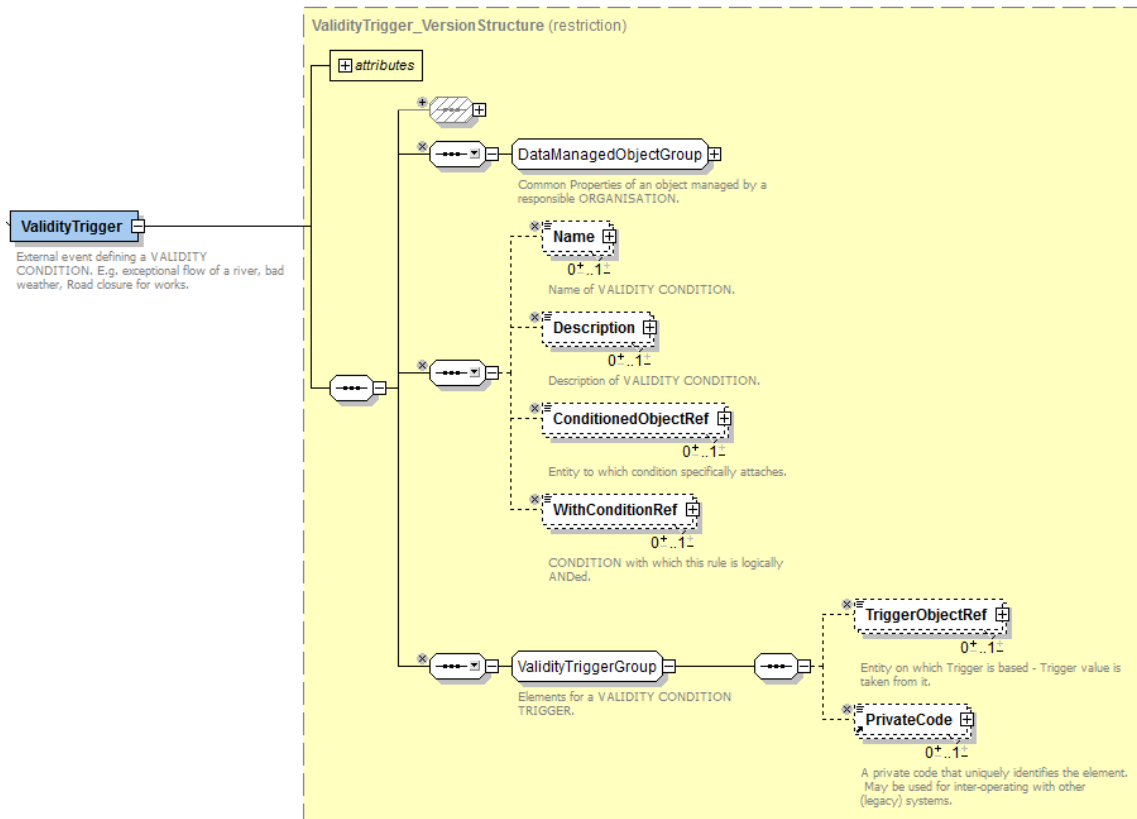 ValidityTrigger_VersionStructure (restriction)
attributes
DataManagedObjectGroup
Common Properties of an object managed by a
responsible ORGANISATION.
ValidityTrigger
External event defining a VALIDITY
CONDITION. E.g. exceptional flow of a river, bad
weather, Road closure for works.
Name
0..1
Name of VALIDITY CONDITION.
Description
0..1
Description of VALIDITY CONDITION.
ConditionedObjectRef
0..1
Entity to which condition specifically attaches.
WithConditionRef
0..1
CONDITION with which this rule is logically
ANDed.
ValidityTriggerGroup
Elements for a VALIDITY CONDITION
TRIGGER.
TriggerObjectRef
0..1
Entity on which Trigger is based - Trigger value is
taken from it.
PrivateCode
0..1
A private code that uniquely identifies the element.
May be used for inter-operating with other
(legacy) systems.